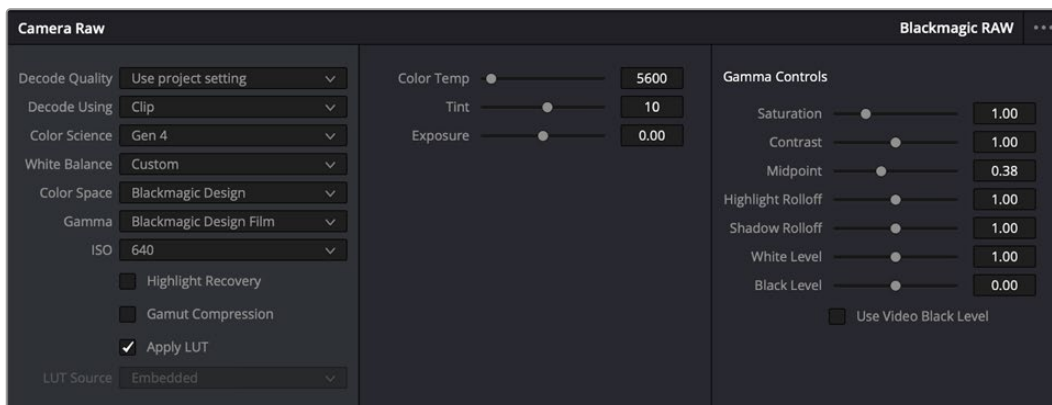 Camera Raw
Blackmagic RAW
Decode Quality Use project setting
Decode Using Clip
Color Science Gen 4
White Balance Custom
Color Space Blackmagic Design
Gamma Blackmagic Design Film
ISO 640
Highlight Recovery
Gamut Compression
Apply LUT
LUT Source Embedded
Color Temp 5600
Tint 10
Exposure 0.00
Gamma Controls
Saturation 1.00
Contrast 1.00
Midpoint 0.38
Highlight Rolloff 1.00
Shadow Rolloff 1.00
White Level 1.00
Black Level 0.00
Use Video Black Level